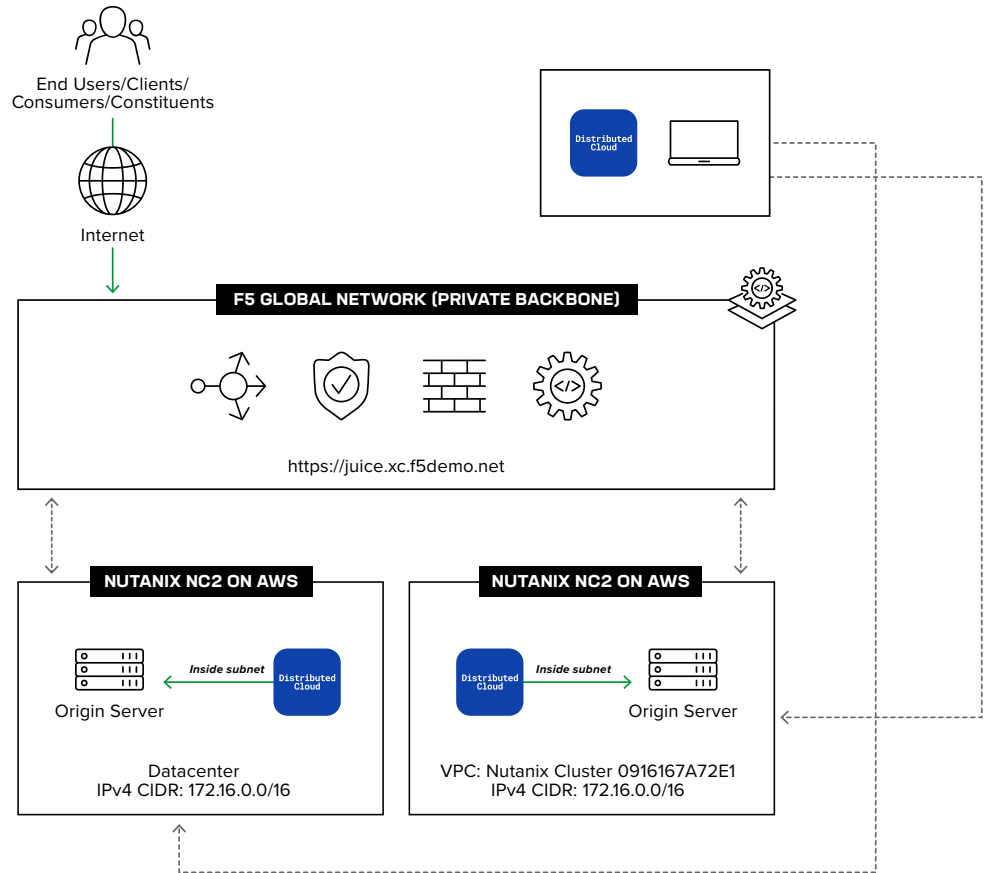 End Users/Clients/
Consumers/Constituents
Internet
Distributed
Cloud
F5 GLOBAL NETWORK (PRIVATE BACKBONE)
</>
</>
https://juice.xc.f5demo.net
NUTANIX NC2 ON AWS
Inside subnet
Distributed
Cloud
Origin Server
Datacenter
IPv4 CIDR: 172.16.0.0/16
NUTANIX NC2 ON AWS
Distributed
Cloud
Inside subnet
Origin Server
VPC: Nutanix Cluster 0916167A72E1
IPv4 CIDR: 172.16.0.0/16